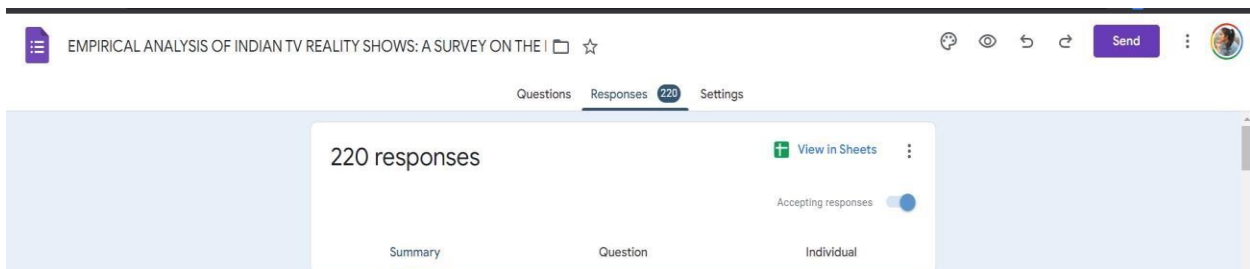 EMPIRICAL ANALYSIS OF INDIAN TV REALITY SHOWS: A SURVEY ON THE
Send
Questions Responses 220 Settings
220 responses
View in Sheets
Accepting responses
Summary Question Individual